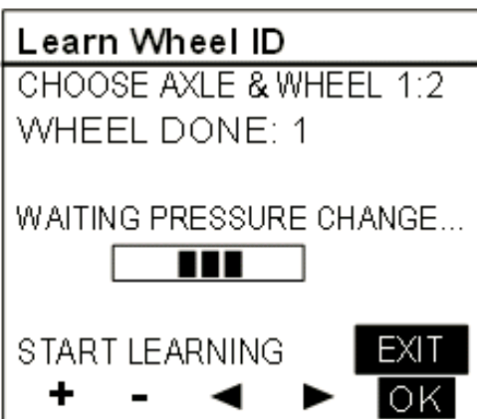 Learn Wheel ID
CHOOSE AXLE & WHEEL 1:2
WHEEL DONE: 1
WAITING PRESSURE CHANGE...
START LEARNING EXIT
+ - ◀ ▶ OK